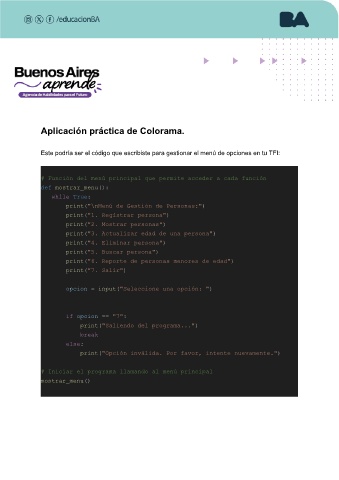 /educacionBA
BA
Buenos Aires
aprende
Agencia de Habilidades para el Futuro
Aplicación práctica de Colorama.
Este podría ser el código que escribiste para gestionar el menú de opciones en tu TFI:
# Función del menú principal que permite acceder a cada función
def mostrar_menu():
while True:
print("\nMenú de Gestión de Personas:")
print("1. Registrar persona")
print("2. Mostrar personas")
print("3. Actualizar edad de una persona")
print("4. Eliminar persona")
print("5. Buscar persona")
print("6. Reporte de personas menores de edad")
print("7. Salir")
opcion = input("Seleccione una opción: ")
if opción == "7":
print("Saliendo del programa...")
break
else:
print("Opción inválida. Por favor, intente nuevamente.")
# Iniciar el programa llamando al menú principal
mostrar_menu()